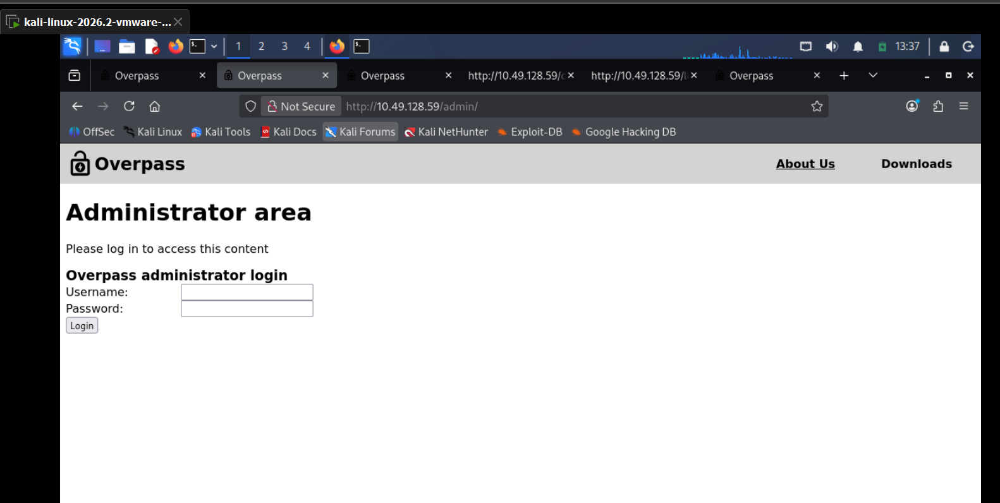 kali-linux-2026.2-vmware-...
1 2 3 4 13:37
Overpass Overpass Overpass http://10.49.128.59/ http://10.49.128.59/ Overpass
Not Secure http://10.49.128.59/admin/
OffSec Kali Linux Kali Tools Kali Docs Kali Forums Kali NetHunter Exploit-DB Google Hacking DB
Overpass About Us Downloads
Administrator area
Please log in to access this content
Overpass administrator login
Username:
Password:
Login